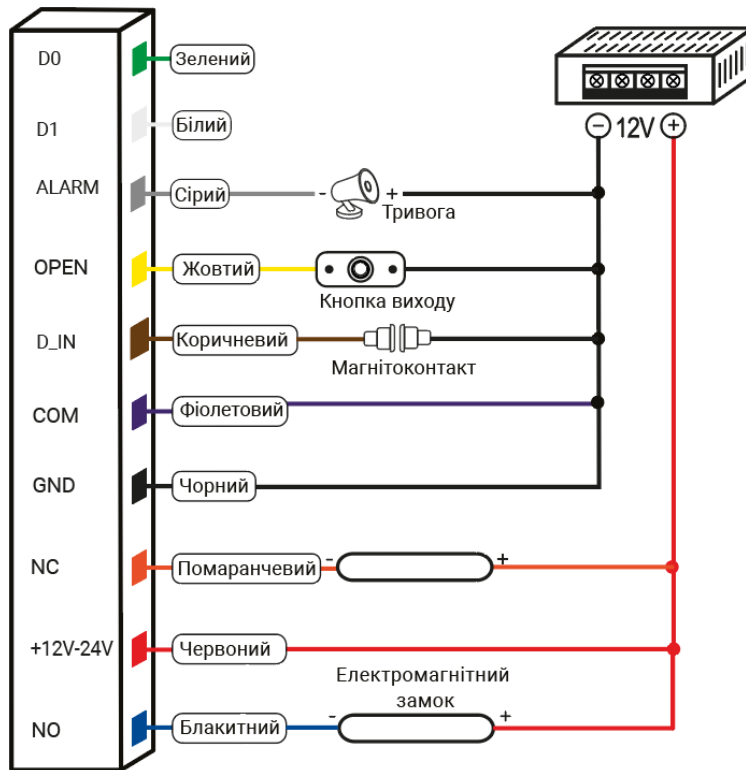 D0 Зелений
− 12V +
D1 Білий
ALARM Сірий - +
Тривога
OPEN Жовтий
Кнопка виходу
D_IN Коричневий
Магнітоконтакт
COM Фіолетовий
GND Чорний
NC Помаранчевий - +
+12V-24V Червоний
Електромагнітний
замок
NO Блакитний - +